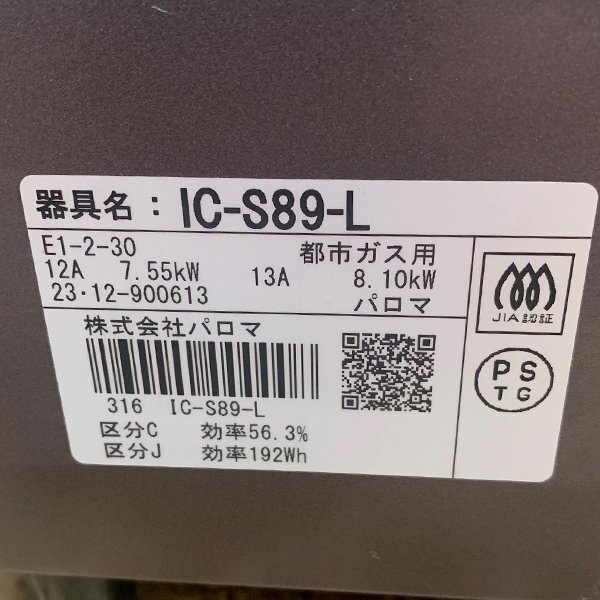 器具名：IC-S89-L
E1-2-30 都市ガス用
12A 7.55kW 13A 8.10kW
23・12-900613 パロマ
株式会社パロマ
316 IC-S89-L
区分C 効率56.3%
区分J 効率192Wh
JIA認証
PS
TG